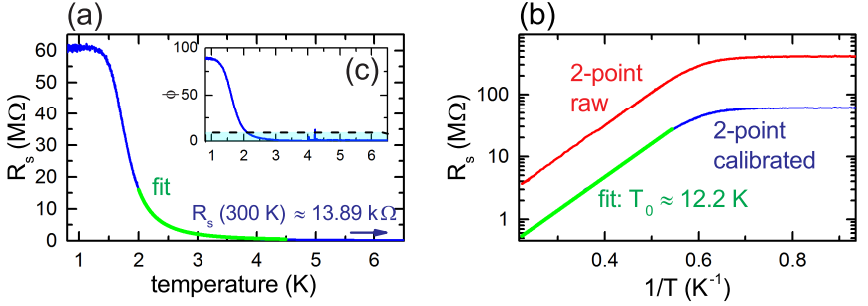 (a)
60
50
40
30
20
10
0
R_s (MΩ)
1 2 3 4 5 6
temperature (K)
fit
R_s (300 K) ≈ 13.89 kΩ
(c)
100
50
0
ϕ
1 2 3 4 5 6
(b)
100
10
1
R_s (MΩ)
0.4 0.6 0.8
1/T (K⁻¹)
2-point
raw
2-point
calibrated
fit: T₀ ≈ 12.2 K